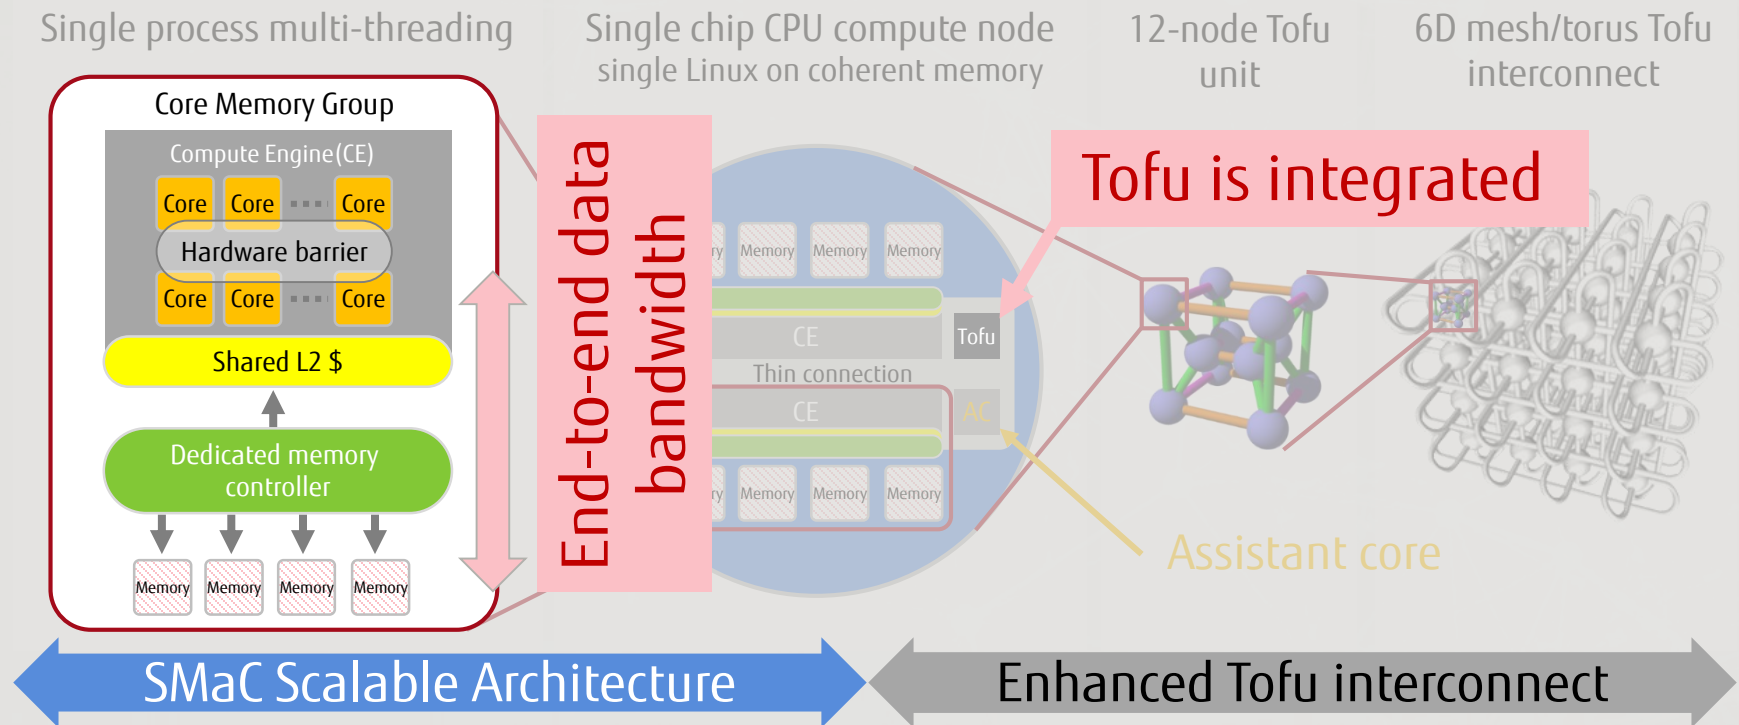 Single process multi-threading
Single chip CPU compute node
single Linux on coherent memory
12-node Tofu
unit
6D mesh/torus Tofu
interconnect
Core Memory Group
Compute Engine(CE)
Core Core Core
Hardware barrier
Core Core Core
Shared L2 $
Dedicated memory
controller
Memory Memory Memory Memory
End-to-end data
bandwidth
Tofu is integrated
ry Memory Memory Memory
CE
Tofu
Thin connection
CE
AC
ry Memory Memory Memory
Assistant core
SMaC Scalable Architecture
Enhanced Tofu interconnect